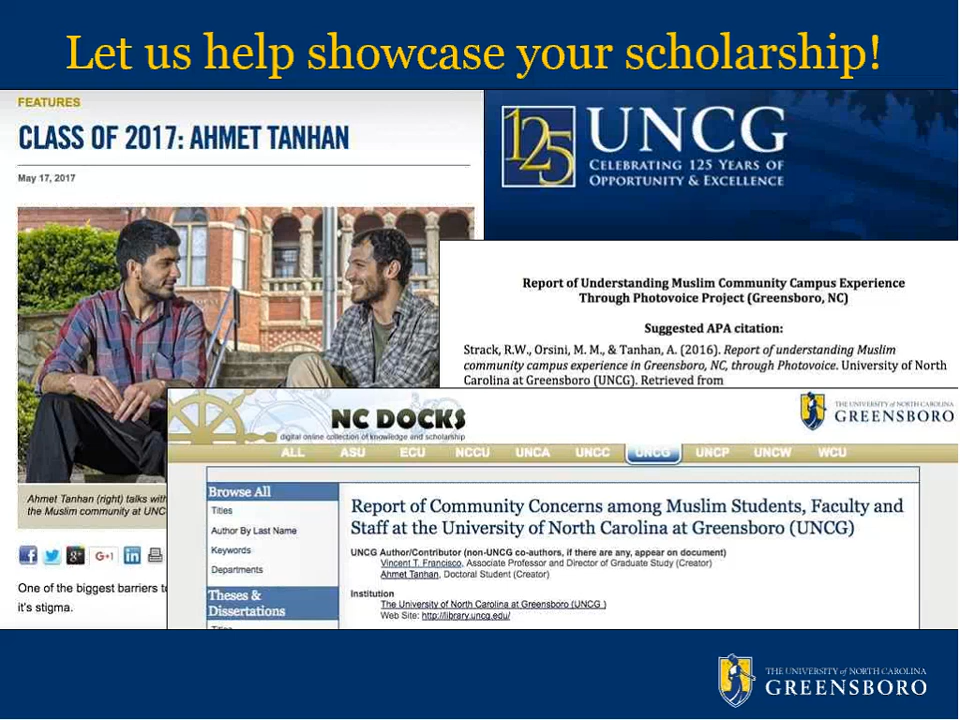 Let us help showcase your scholarship!
FEATURES
CLASS OF 2017: AHMET TANHAN
May 17, 2017
Ahmet Tanhan (right) talks with
the Muslim community at UNC
G+1
One of the biggest barriers to
it's stigma.
125
UNCG
CELEBRATING 125 YEARS OF
OPPORTUNITY & EXCELLENCE
Report of Understanding Muslim Community Campus Experience
Through Photovoice Project (Greensboro, NC)
Suggested APA citation:
Strack, R.W., Orsini, M. M., & Tanhan, A. (2016). Report of understanding Muslim
community campus experience in Greensboro, NC, through Photovoice. University of North
Carolina at Greensboro (UNCG). Retrieved from
NC DOCKS
digital online collection of knowledge and scholarship
THE UNIVERSITY of NORTH CAROLINA
GREENSBORO
ALL ASU ECU NCCU UNCA UNCC UNCG UNCP UNCW WCU
Browse All
Titles
Author By Last Name
Keywords
Departments
Theses &
Dissertations
Report of Community Concerns among Muslim Students, Faculty and
Staff at the University of North Carolina at Greensboro (UNCG)
UNCG Author/Contributor (non-UNCG co-authors, if there are any, appear on document)
Vincent T. Francisco, Associate Professor and Director of Graduate Study (Creator)
Ahmet Tanhan, Doctoral Student (Creator)
Institution
The University of North Carolina at Greensboro (UNCG )
Web Site: http://library.uncg.edu/
THE UNIVERSITY of NORTH CAROLINA
GREENSBORO